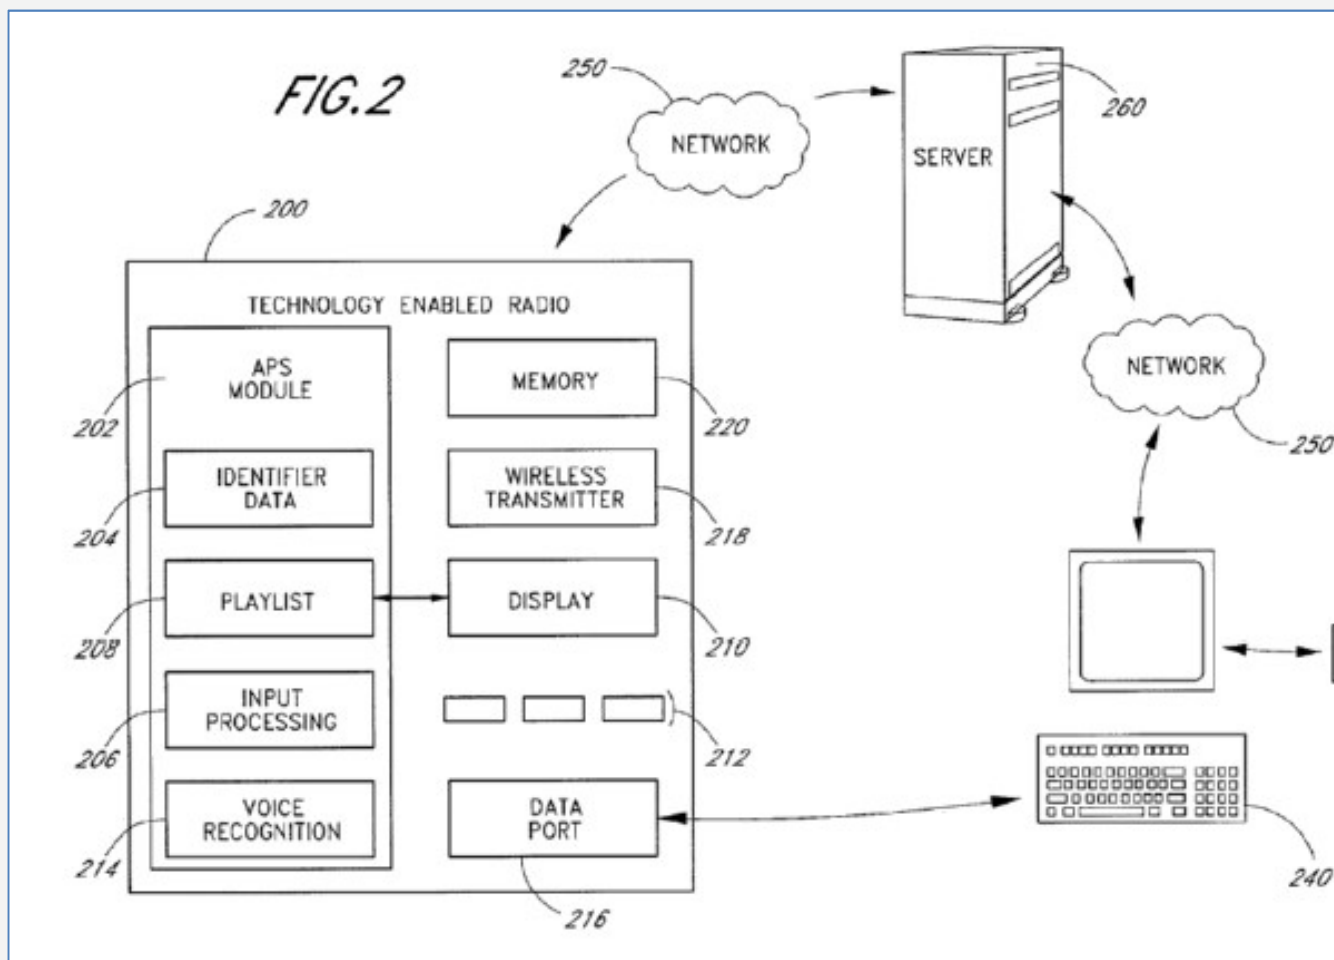 FIG.2
250
NETWORK
260
SERVER
200
TECHNOLOGY ENABLED RADIO
APS
MODULE
202
MEMORY
220
NETWORK
250
IDENTIFIER
DATA
204
WIRELESS
TRANSMITTER
218
PLAYLIST
208
DISPLAY
210
INPUT
PROCESSING
206
212
VOICE
RECOGNITION
214
DATA
PORT
216
240